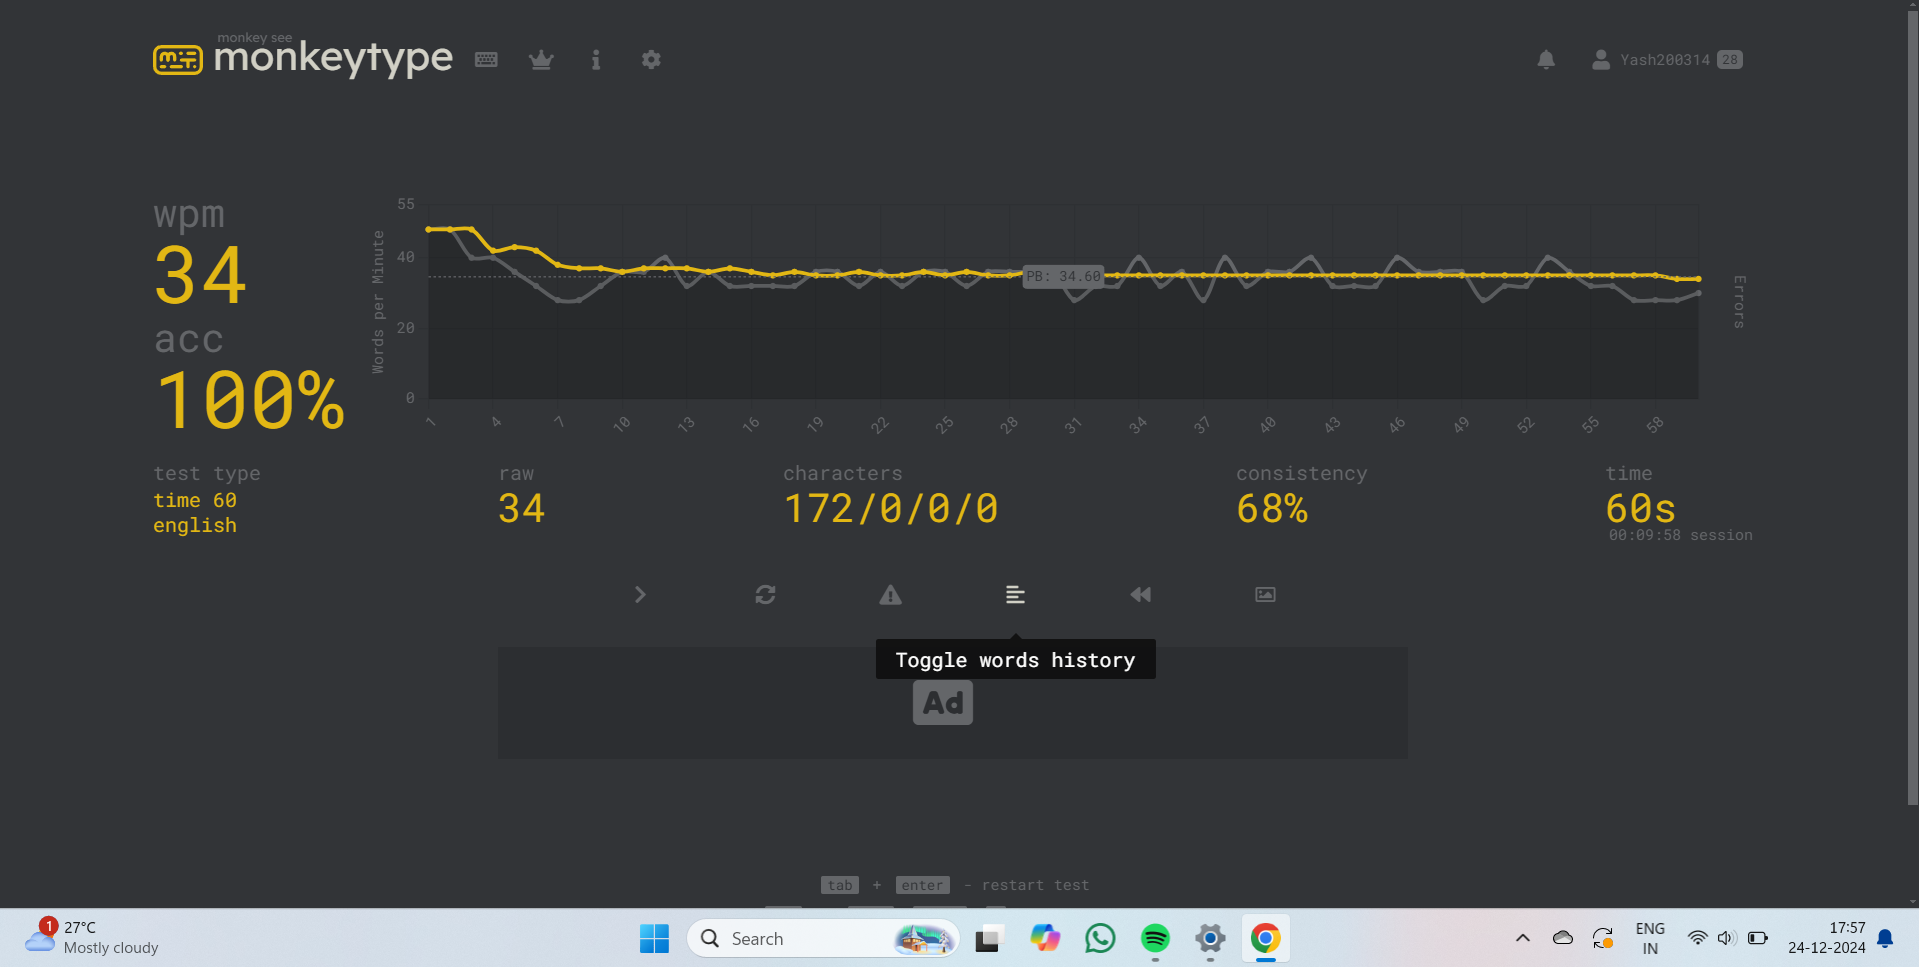 monkey see
monkeytype
Yash200314 28
wpm
34
acc
100%
55
40
20
0
Words per Minute
PB: 34.60
Errors
1 4 7 10 13 16 19 22 25 28 31 34 37 40 43 46 49 52 55 58
test type
time 60
english
raw
34
characters
172/0/0/0
consistency
68%
time
60s
00:09:58 session
Toggle words history
Ad
tab + enter - restart test
1
27°C
Mostly cloudy
Search
ENG
IN
17:57
24-12-2024